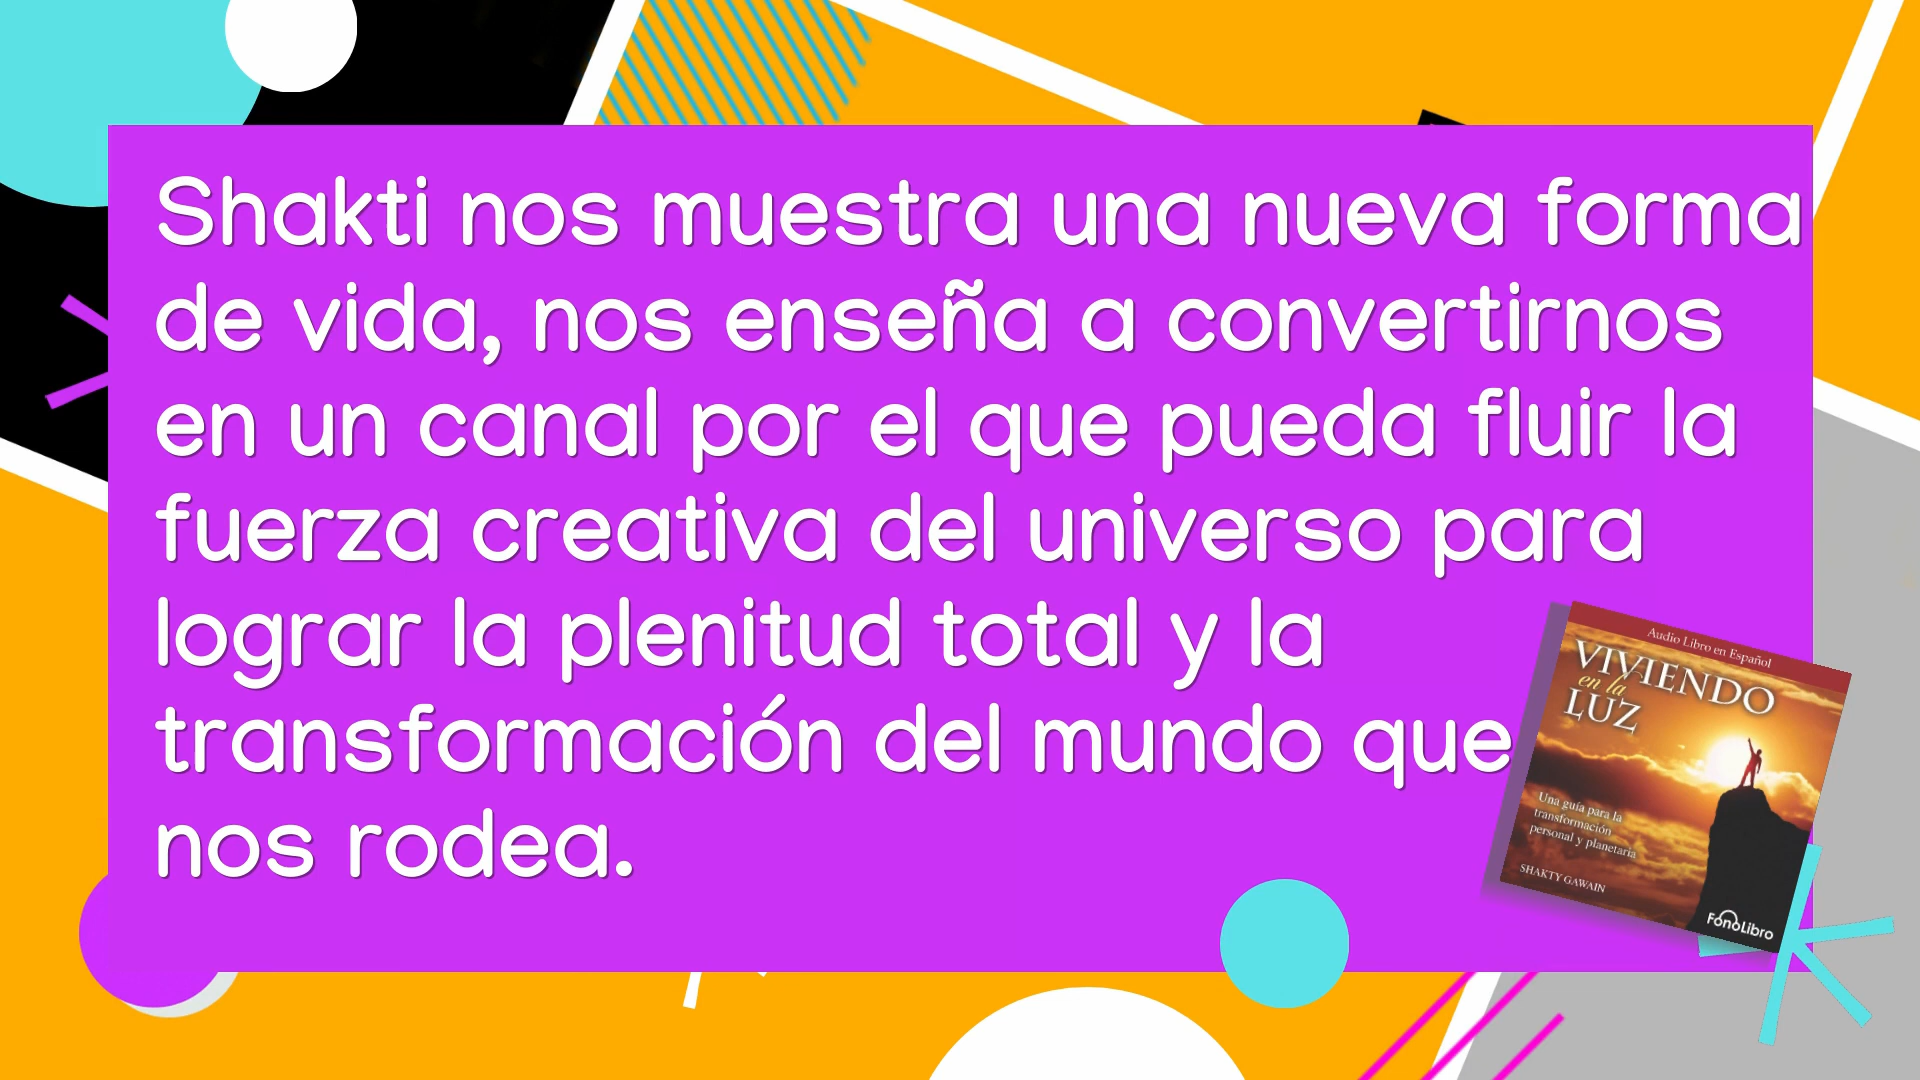 Shakti nos muestra una nueva forma
de vida, nos enseña a convertirnos
en un canal por el que pueda fluir la
fuerza creativa del universo para
lograr la plenitud total y la
transformación del mundo que
nos rodea.
Audio Libro en Español
VIVIENDO
en la
LUZ
Una guía para la
transformación
personal y planetaria
SHAKTY GAWAIN
FonoLibro